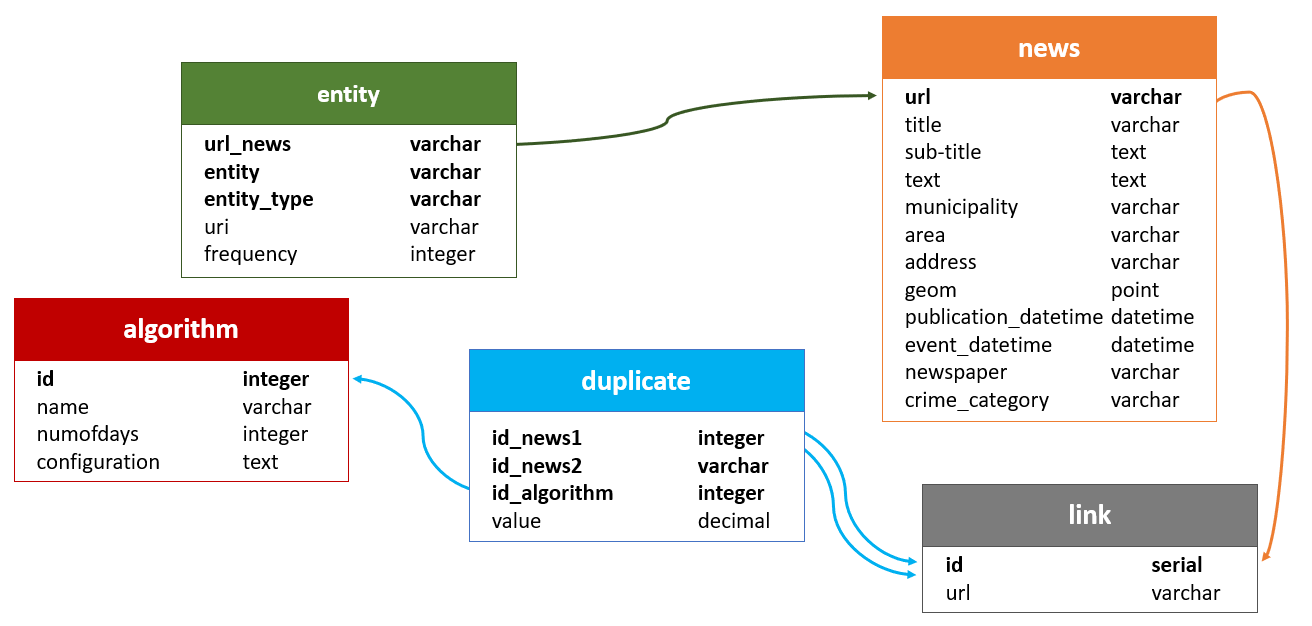 entity
url_news varchar
entity varchar
entity_type varchar
uri varchar
frequency integer
news
url varchar
title varchar
sub-title text
text text
municipality varchar
area varchar
address varchar
geom point
publication_datetime datetime
event_datetime datetime
newspaper varchar
crime_category varchar
algorithm
id integer
name varchar
numofdays integer
configuration text
duplicate
id_news1 integer
id_news2 varchar
id_algorithm integer
value decimal
link
id serial
url varchar